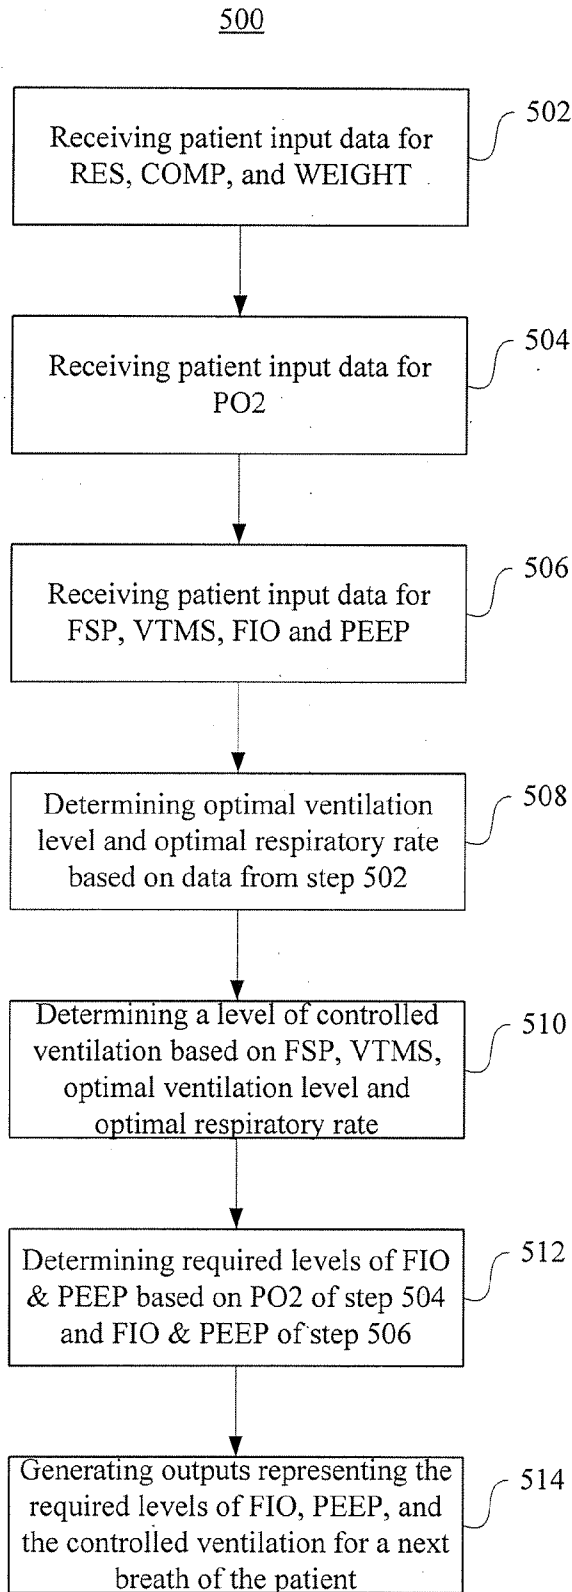 500
Receiving patient input data for
RES, COMP, and WEIGHT
502
Receiving patient input data for
PO2
504
Receiving patient input data for
FSP, VTMS, FIO and PEEP
506
Determining optimal ventilation
level and optimal respiratory rate
based on data from step 502
508
Determining a level of controlled
ventilation based on FSP, VTMS,
optimal ventilation level and
optimal respiratory rate
510
Determining required levels of FIO
& PEEP based on PO2 of step 504
and FIO & PEEP of step 506
512
Generating outputs representing the
required levels of FIO, PEEP, and
the controlled ventilation for a next
breath of the patient
514